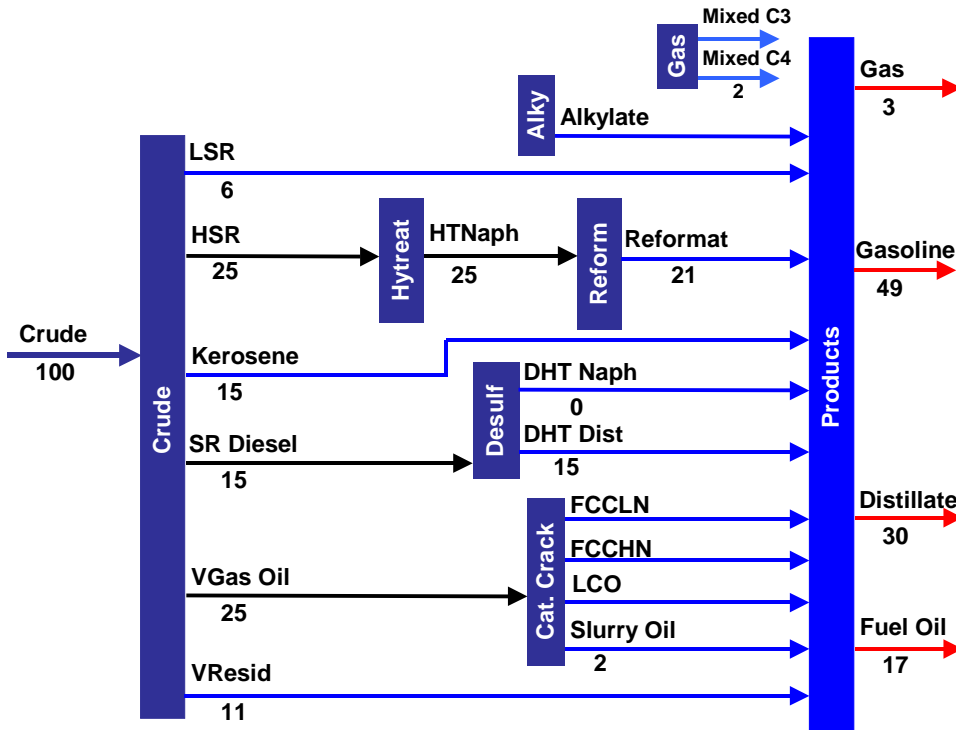 Mixed C3
Gas
Mixed C4
2
Gas
3
Alky
Alkylate
LSR
6
HSR
25
Hytreat
HTNaph
25
Reform
Reformat
21
Gasoline
49
Crude
100
Crude
Kerosene
15
Products
Desulf
DHT Naph
0
SR Diesel
15
DHT Dist
15
Cat. Crack
FCCLN
Distillate
30
FCCHN
VGas Oil
25
LCO
Slurry Oil
2
Fuel Oil
17
VResid
11